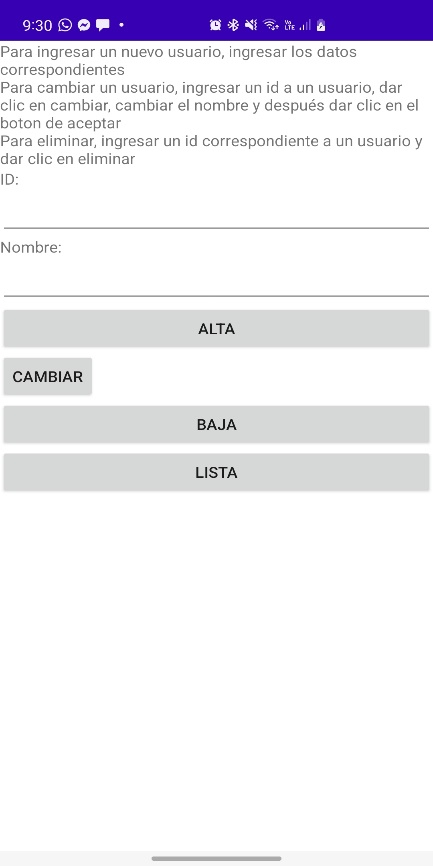 9:30
Vo
LTE
Para ingresar un nuevo usuario, ingresar los datos
correspondientes
Para cambiar un usuario, ingresar un id a un usuario, dar
clic en cambiar, cambiar el nombre y después dar clic en el
boton de aceptar
Para eliminar, ingresar un id correspondiente a un usuario y
dar clic en eliminar
ID:
Nombre:
ALTA
CAMBIAR
BAJA
LISTA